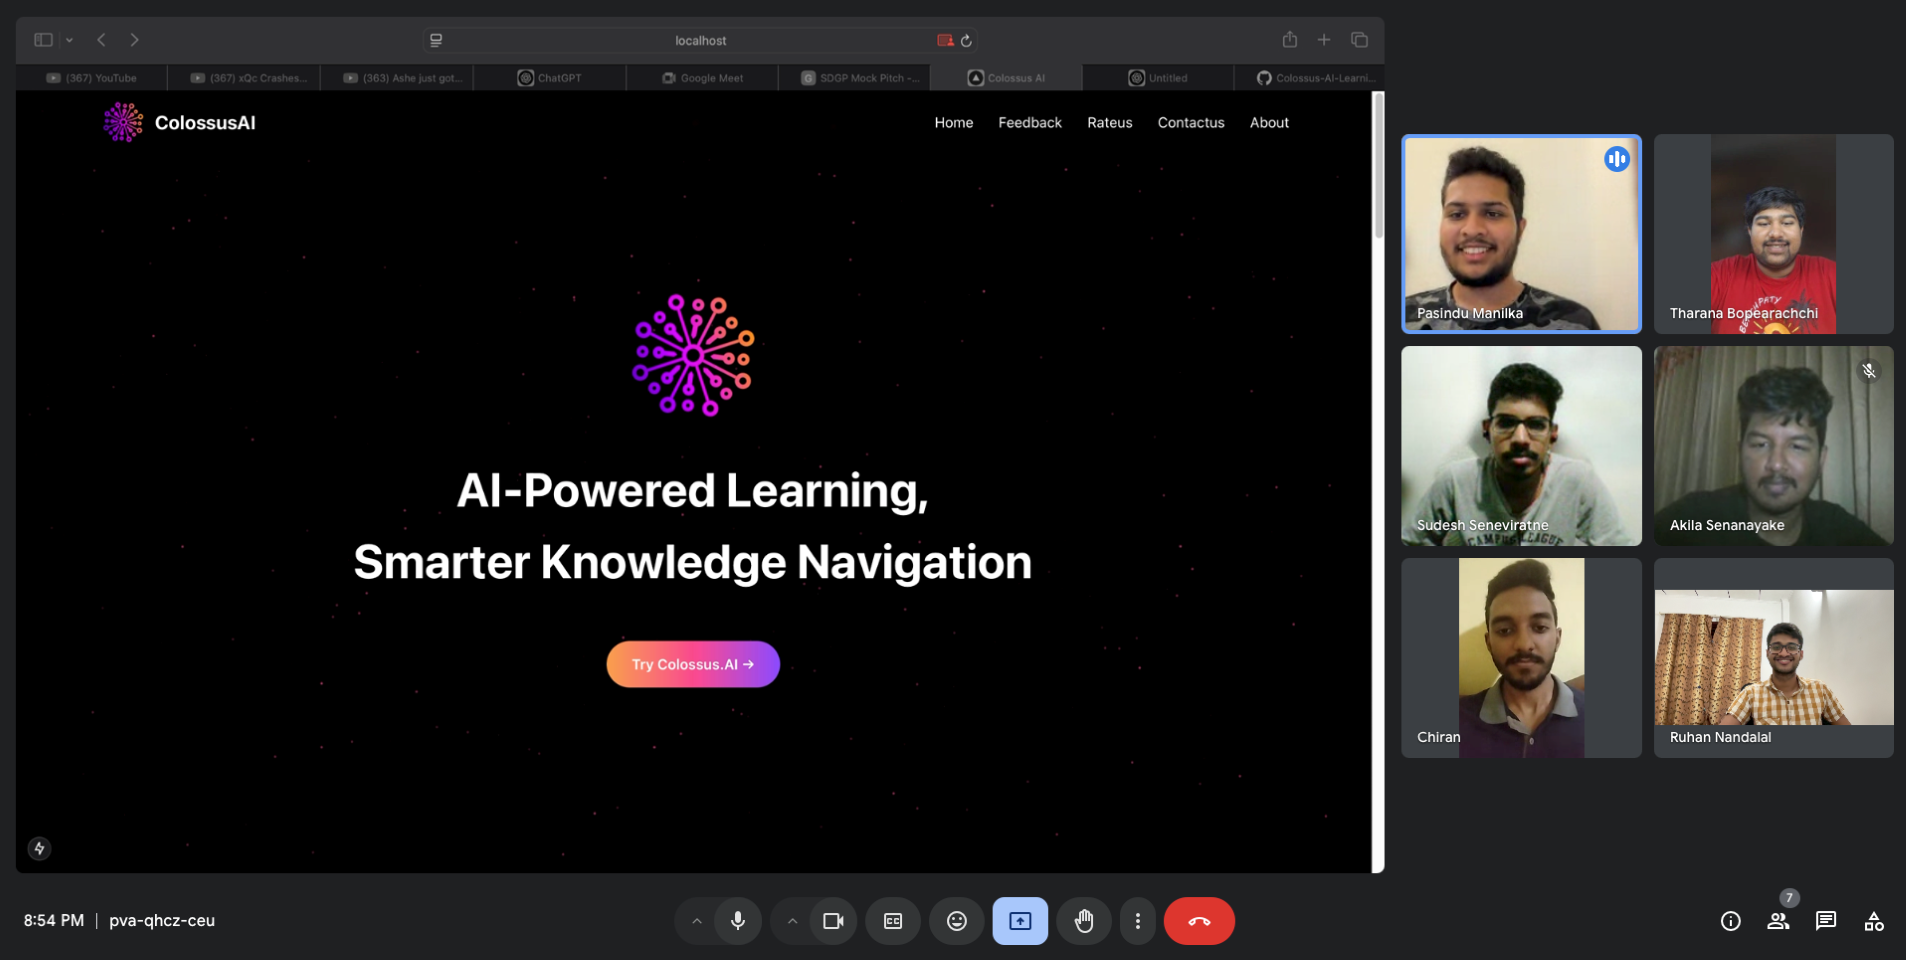 localhost
(367) YouTube
(367) xQc Crashes...
(363) Ashe just got...
ChatGPT
Google Meet
SDGP Mock Pitch -...
Colossus AI
Untitled
Colossus-AI-Learni...
ColossusAI
Home
Feedback
Rateus
Contactus
About
AI-Powered Learning,
Smarter Knowledge Navigation
Try Colossus.AI →
Pasindu Manilka
Tharana Bopearachchi
Sudesh Seneviratne
CAMPUS LEAGUE
Akila Senanayake
Chiran
Ruhan Nandalal
8:54 PM | pva-qhcz-ceu
7